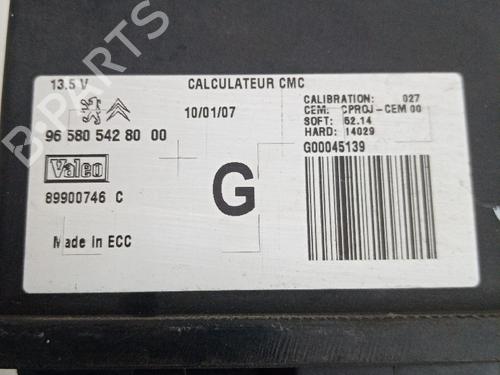 13.5 V CALCULATEUR CMC
10/01/07
CALIBRATION: 027
CEM: CPROJ-CEM 00
SOFT: 52.14
HARD: 14029
96 580 542 80 00
G00045139
Valeo
G
89900746 C
Made in ECC
B-PARTS